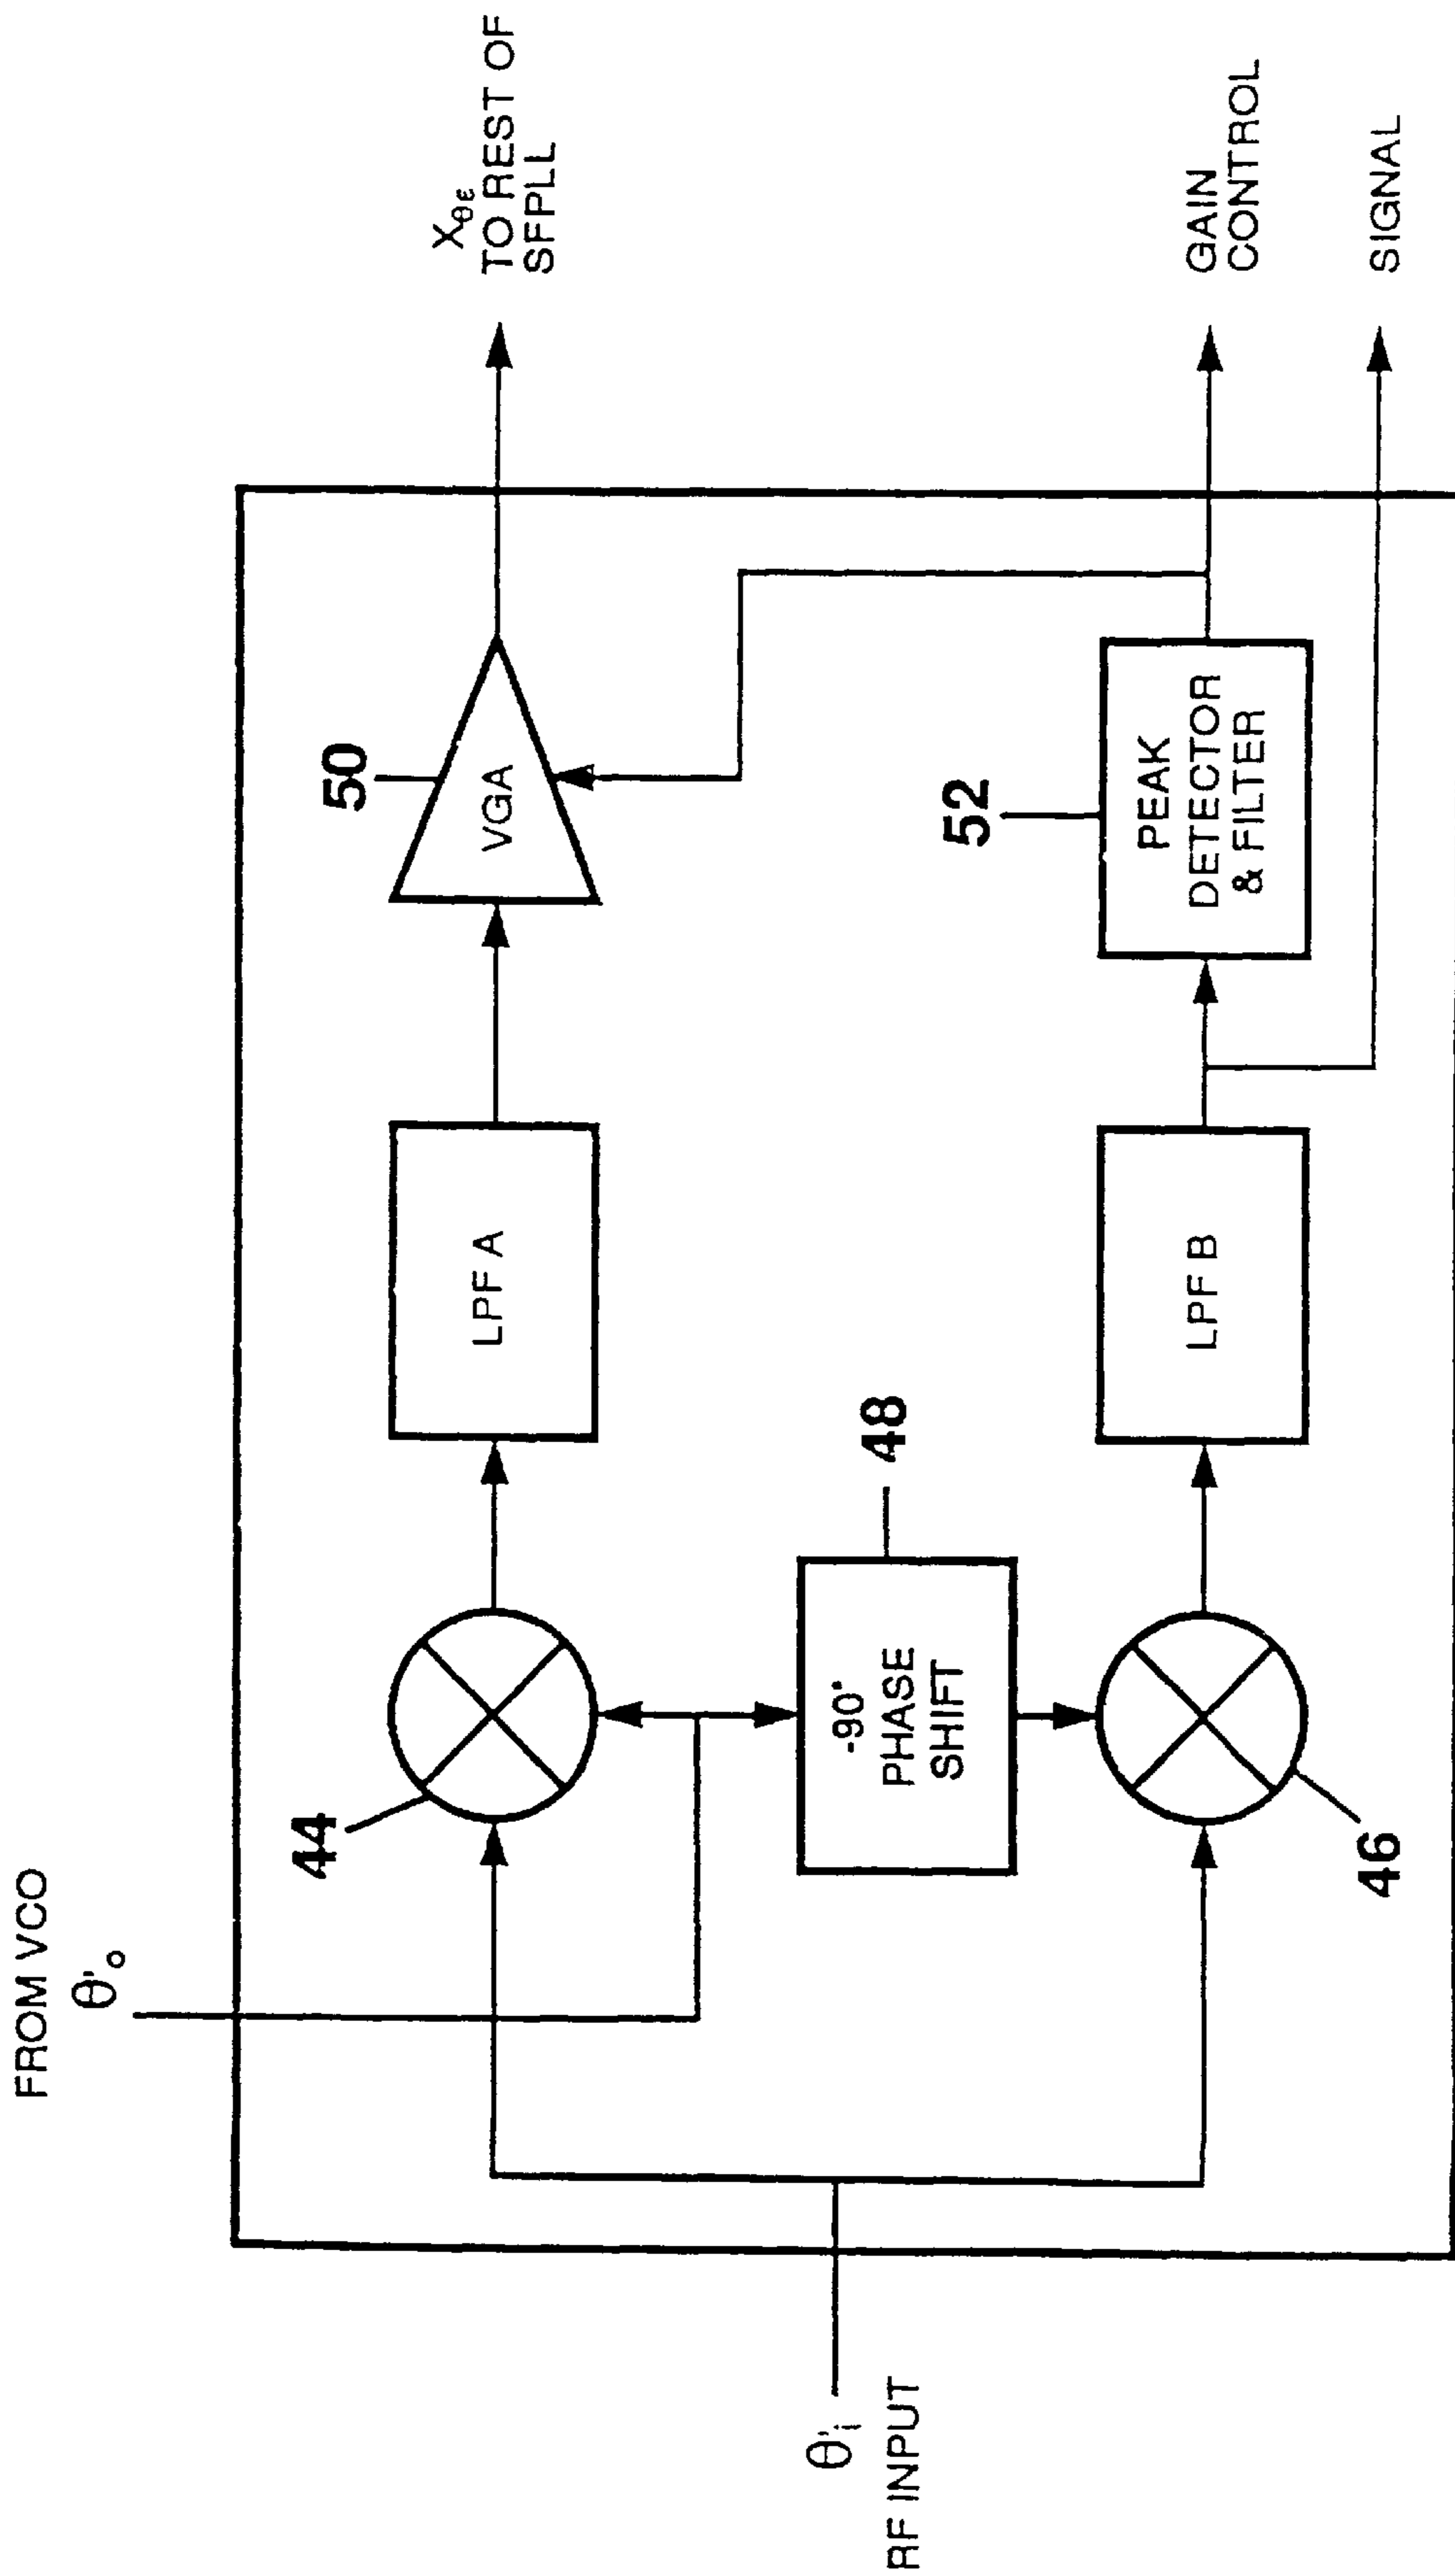 FROM VCO
θ'ₒ
X_θε
TO REST OF
SFPLL
50
VGA
LPF A
44
θ'ᵢ
RF INPUT
-90°
PHASE
SHIFT
48
52
PEAK
DETECTOR
& FILTER
GAIN
CONTROL
LPF B
46
SIGNAL